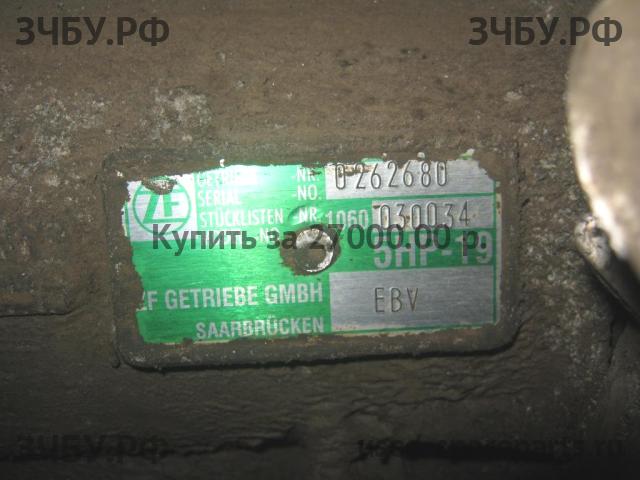 ЗЧБУ.РФ ЗЧБУ.РФ
GETRIEBE NR. 0262680
SERIAL NO.
ZF
STÜCKLISTEN NR. 1060 030034
Купить за 27000.00 р.
5HP-19
ZF GETRIEBE GMBH EBV
SAARBRÜCKEN
ЗЧБУ.РФ